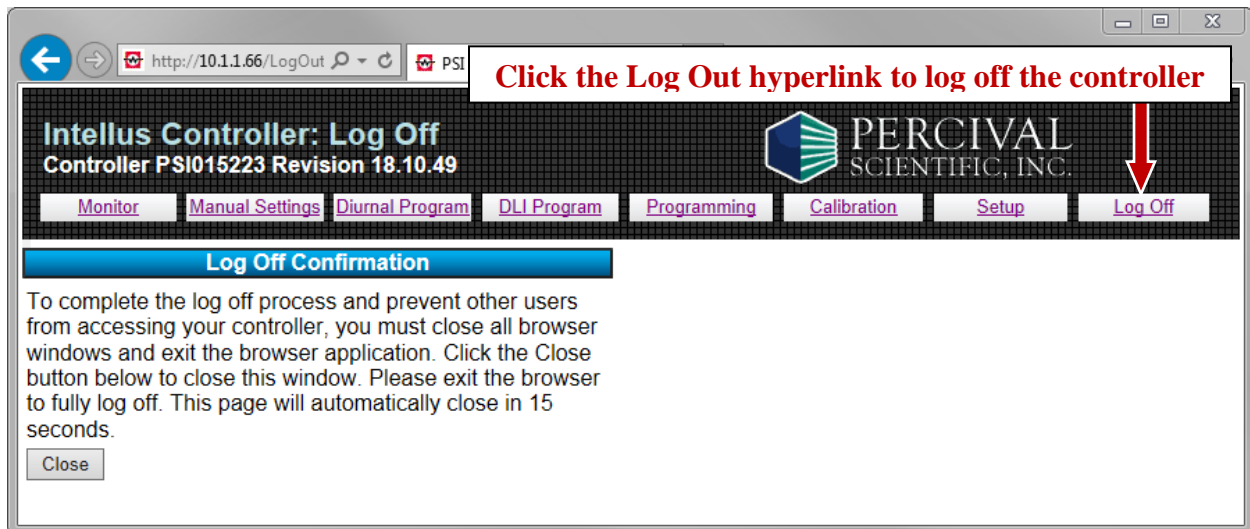 http://10.1.1.66/LogOut
PSI
Click the Log Out hyperlink to log off the controller
Intellus Controller: Log Off
Controller PSI015223 Revision 18.10.49
PERCIVAL
SCIENTIFIC, INC.
Monitor Manual Settings Diurnal Program DLI Program Programming Calibration Setup Log Off
Log Off Confirmation
To complete the log off process and prevent other users
from accessing your controller, you must close all browser
windows and exit the browser application. Click the Close
button below to close this window. Please exit the browser
to fully log off. This page will automatically close in 15
seconds.
Close